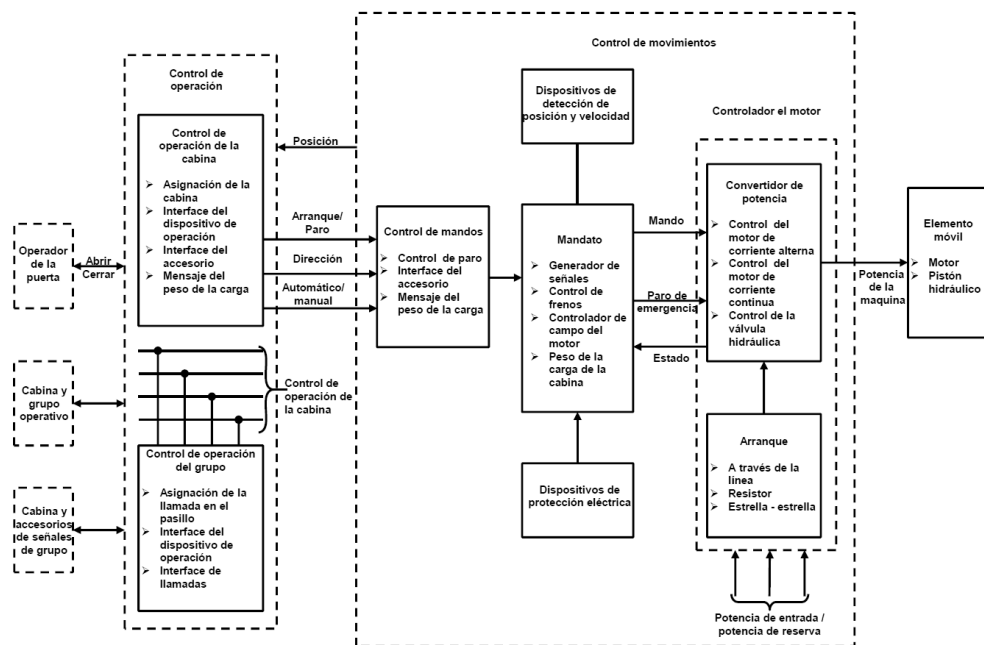 Control de movimientos
Control de
operación
Control de
operación de la
cabina
Asignación de la
cabina
Interface del
dispositivo de
operación
Interface del
accesorio
Mensaje del
peso de la carga
Operador de
la puerta
Abrir
Cerrar
Cabina y
grupo
operativo
Cabina y
accesorios
de señales
de grupo
Control de
operación de
la cabina
Control de operación
del grupo
Asignación de la
llamada en el
pasillo
Interface del
dispositivo de
operación
Interface de
llamadas
Posición
Arranque/
Paro
Dirección
Automático/
manual
Control de mandos
Control de paro
Interface del
accesorio
Mensaje del
peso de la carga
Dispositivos de
detección de
posición y velocidad
Mandato
Generador de
señales
Control de
frenos
Controlador de
campo del
motor
Peso de la
carga de la
cabina
Dispositivos de
protección eléctrica
Mando
Paro de
emergencia
Estado
Controlador el motor
Convertidor de
potencia
Control del
motor de
corriente alterna
Control del
motor de
corriente
continua
Control de la
válvula
hidráulica
Arranque
A través de la
línea
Resistor
Estrella - estrella
Potencia de entrada /
potencia de reserva
Potencia
de la
maquina
Elemento
móvil
Motor
Pistón
hidráulico